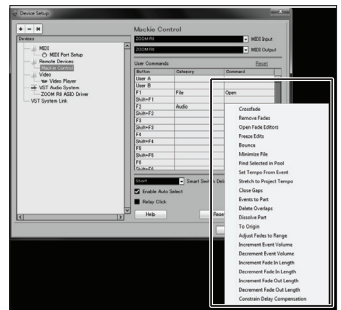 Device Setup
Devices
MIDI
MIDI Port Setup
Remote Devices
Mackie Control
Video
Video Player
VST Audio System
ZOOM R8 ASIO Driver
VST System Link
Mackie Control
MIDI Input
MIDI Output
User Commands
Reset
Button Category Command
User A
User B
F1 File Open
Shift+F1
F2 Audio
Shift+F2
F3
Shift+F3
F4
Shift+F4
F5
Shift+F5
F6
Shift+F6
Crossfade
Remove Fades
Open Fade Editors
Freeze Edits
Bounce
Minimize File
Find Selected in Pool
Set Tempo From Event
Stretch to Project Tempo
Close Gaps
Events to Part
Delete Overlaps
Dissolve Part
To Origin
Adjust Fades to Range
Increment Event Volume
Decrement Event Volume
Increment Fade In Length
Decrement Fade In Length
Increment Fade Out Length
Decrement Fade Out Length
Constrain Delay Compensation
Short
Enable Auto Select
Relay Click
Help